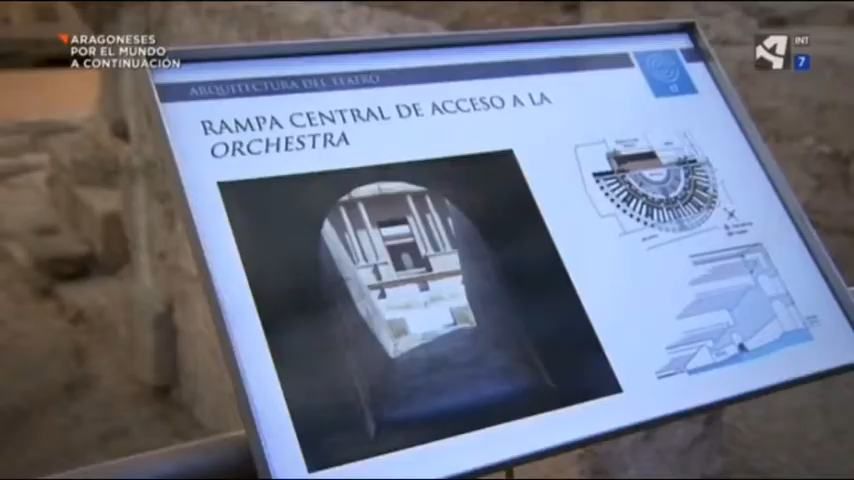 ARAGONESES
POR EL MUNDO
A CONTINUACIÓN
INT
7
ARQUITECTURA DEL TEATRO
RAMPA CENTRAL DE ACCESO A LA
ORCHESTRA